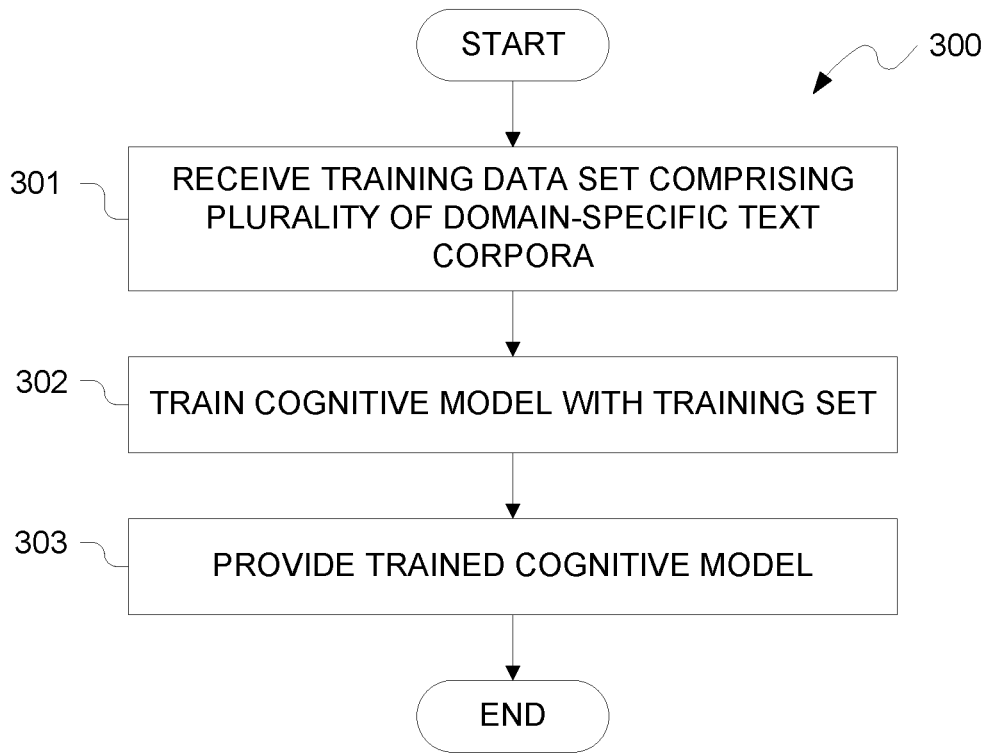 START
300
301
RECEIVE TRAINING DATA SET COMPRISING
PLURALITY OF DOMAIN-SPECIFIC TEXT
CORPORA
302
TRAIN COGNITIVE MODEL WITH TRAINING SET
303
PROVIDE TRAINED COGNITIVE MODEL
END